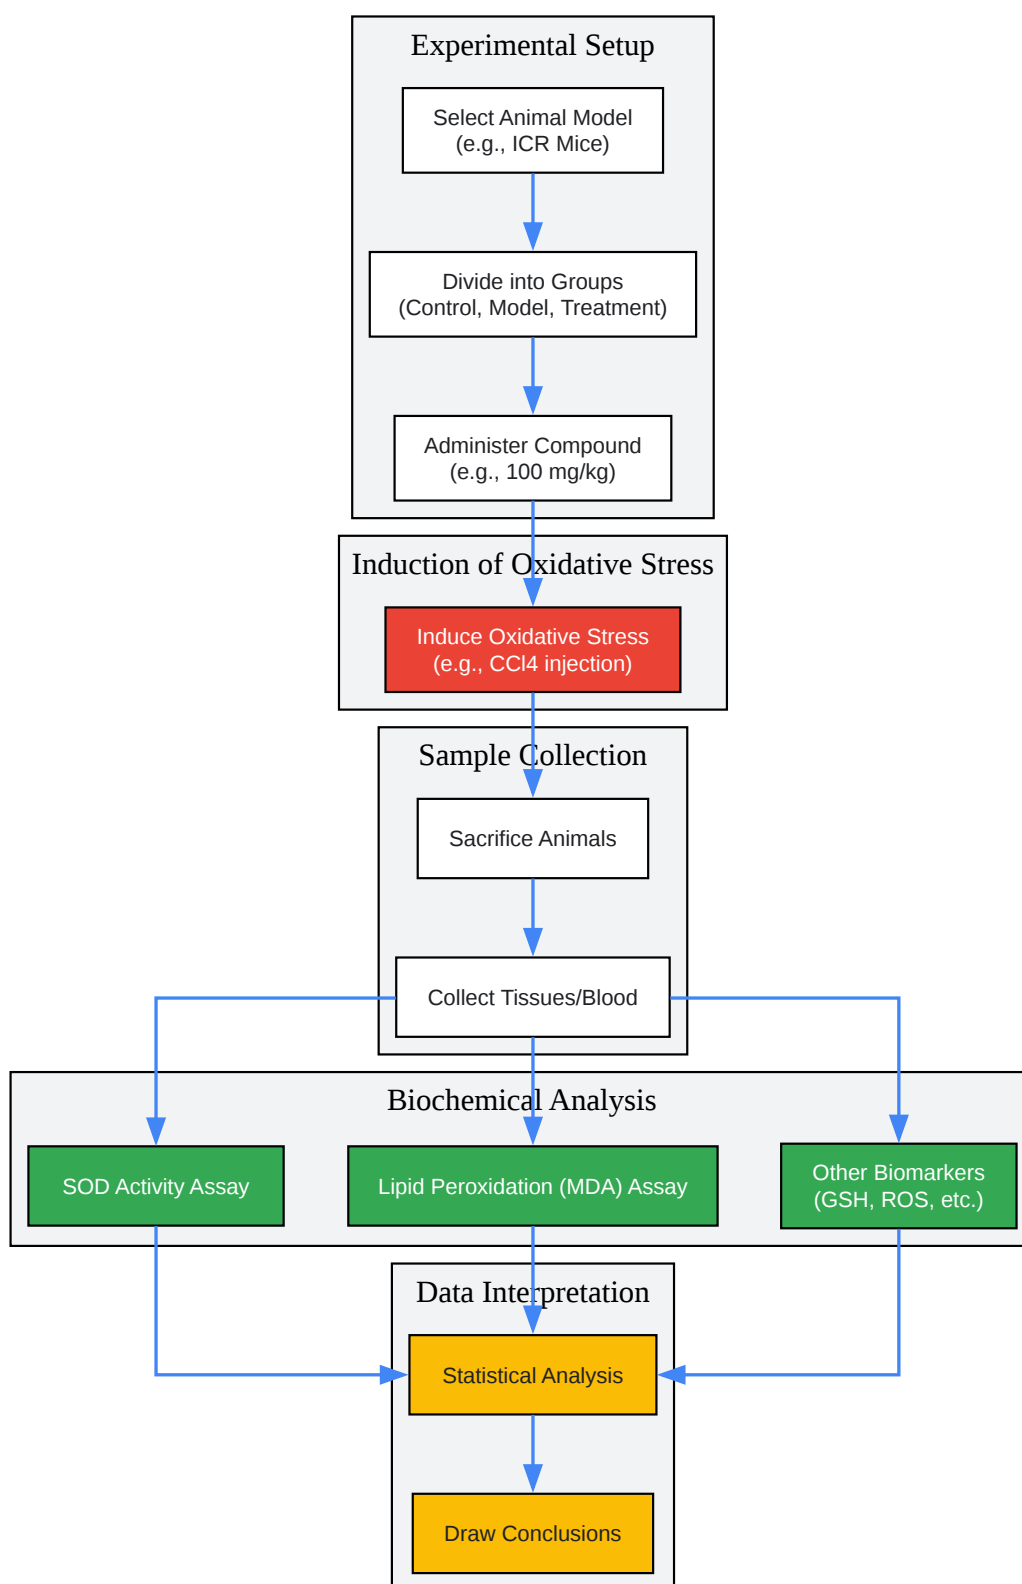 Experimental Setup
Select Animal Model
(e.g., ICR Mice)
Divide into Groups
(Control, Model, Treatment)
Administer Compound
(e.g., 100 mg/kg)
Induction of Oxidative Stress
Induce Oxidative Stress
(e.g., CCl4 injection)
Sample Collection
Sacrifice Animals
Collect Tissues/Blood
Biochemical Analysis
SOD Activity Assay
Lipid Peroxidation (MDA) Assay
Other Biomarkers
(GSH, ROS, etc.)
Data Interpretation
Statistical Analysis
Draw Conclusions